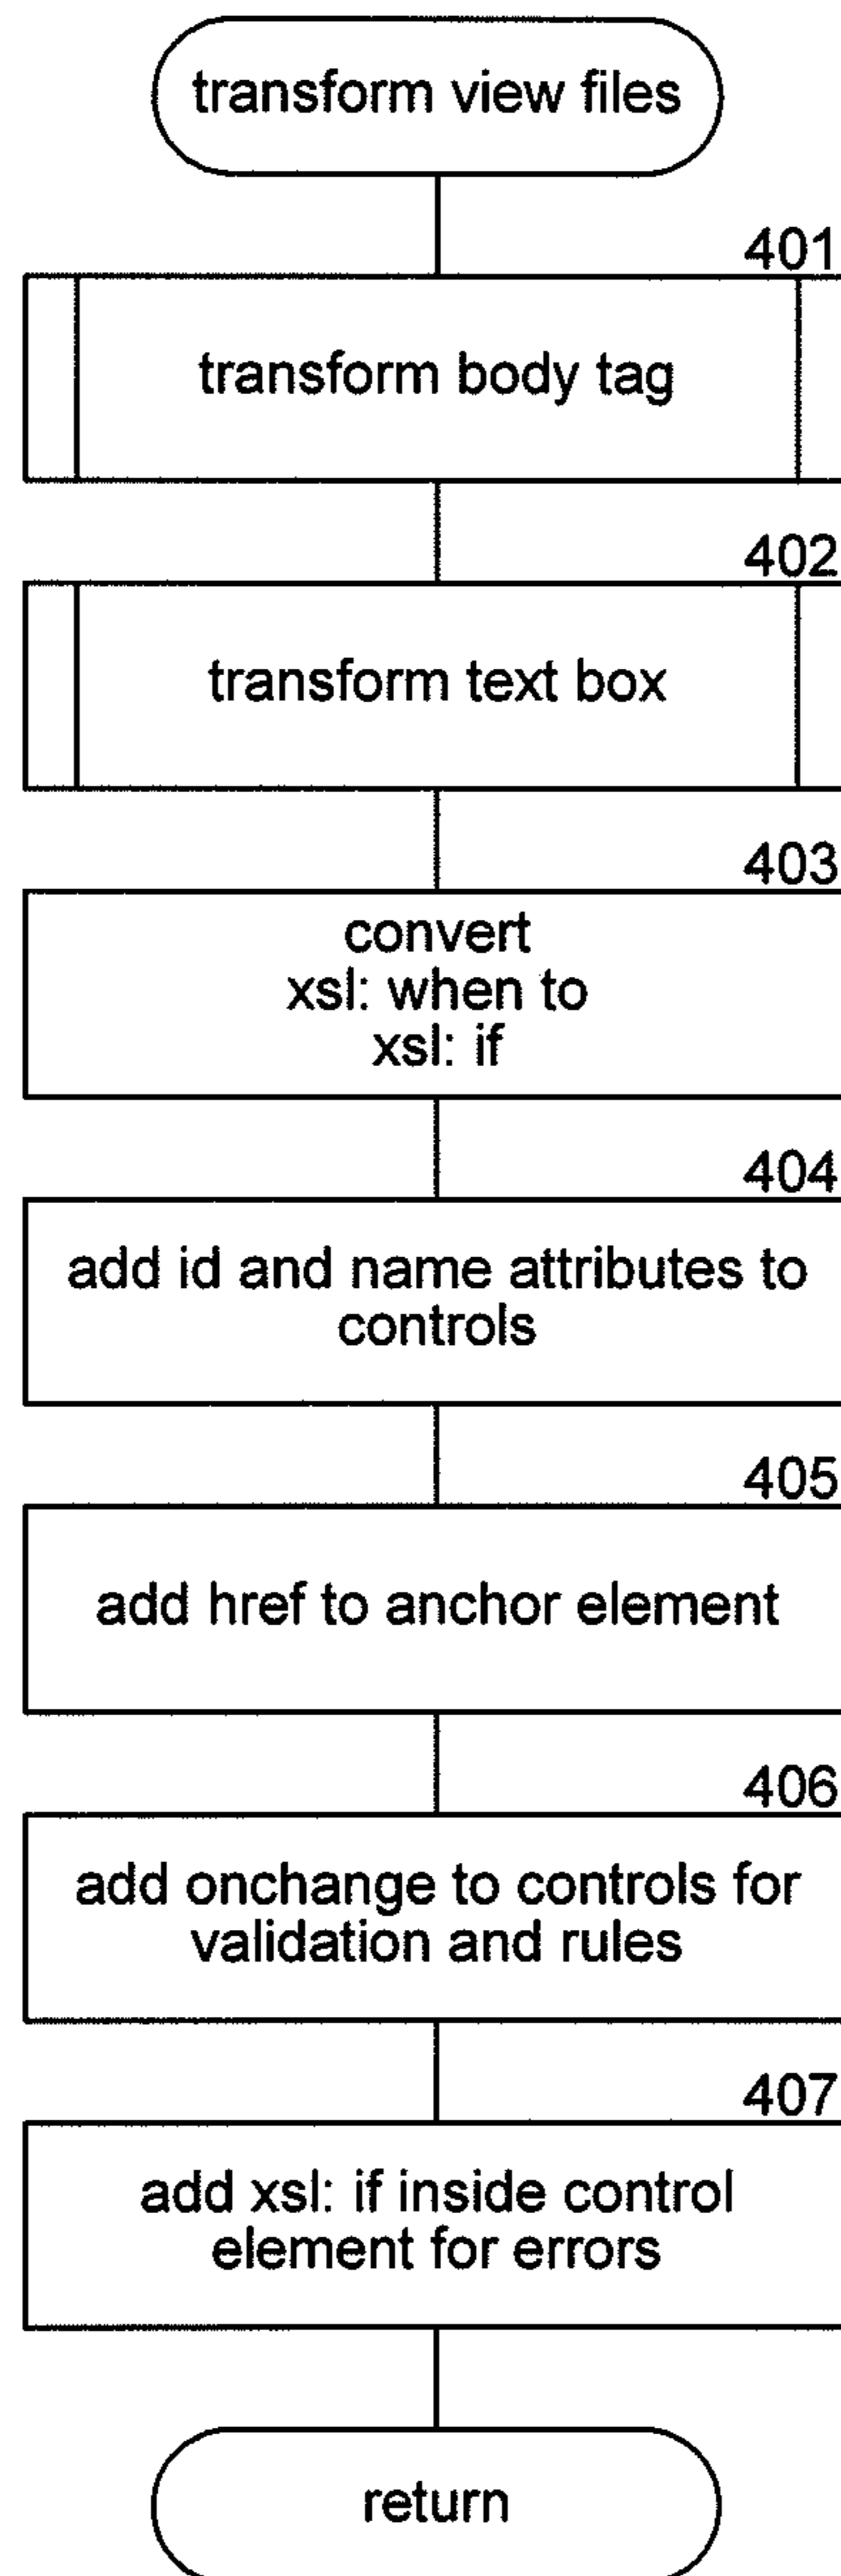 transform view files
401
transform body tag
402
transform text box
403
convert
xsl: when to
xsl: if
404
add id and name attributes to
controls
405
add href to anchor element
406
add onchange to controls for
validation and rules
407
add xsl: if inside control
element for errors
return